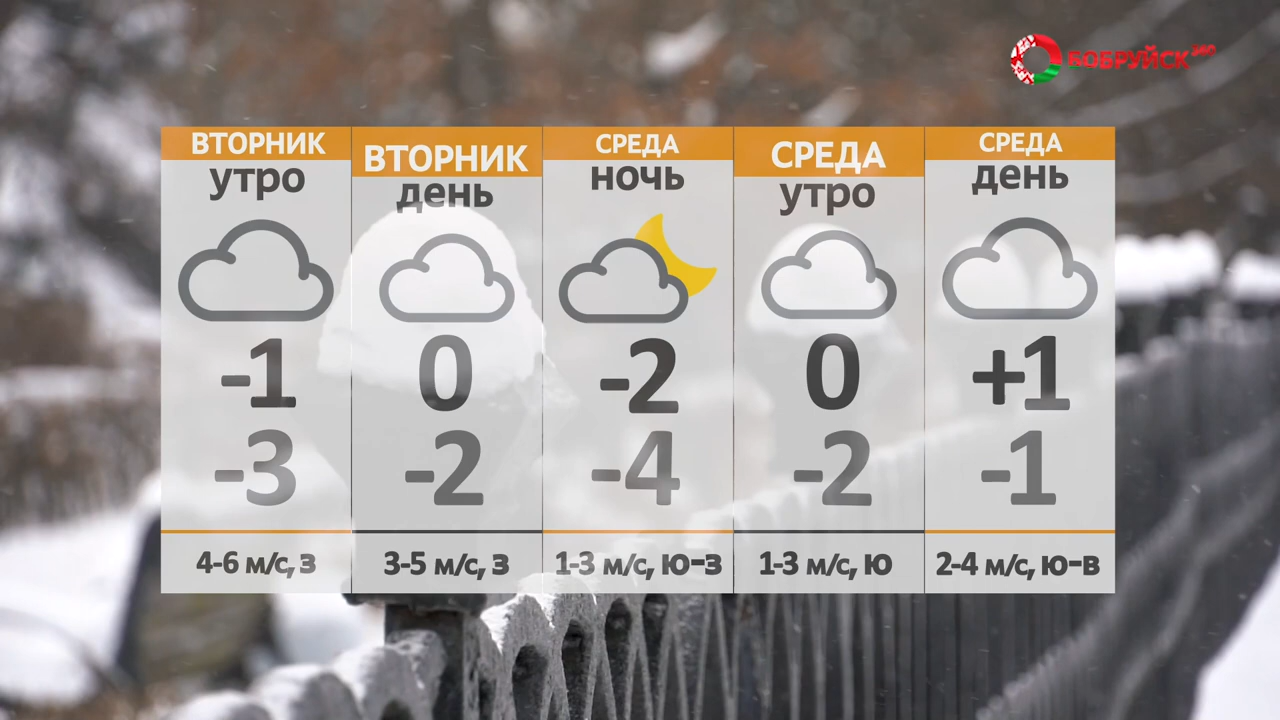 БОБРУЙСК 360
ВТОРНИК
утро
-1
-3
4-6 м/с, з
ВТОРНИК
день
0
-2
3-5 м/с, з
СРЕДА
ночь
-2
-4
1-3 м/с, ю-з
СРЕДА
утро
0
-2
1-3 м/с, ю
СРЕДА
день
+1
-1
2-4 м/с, ю-в